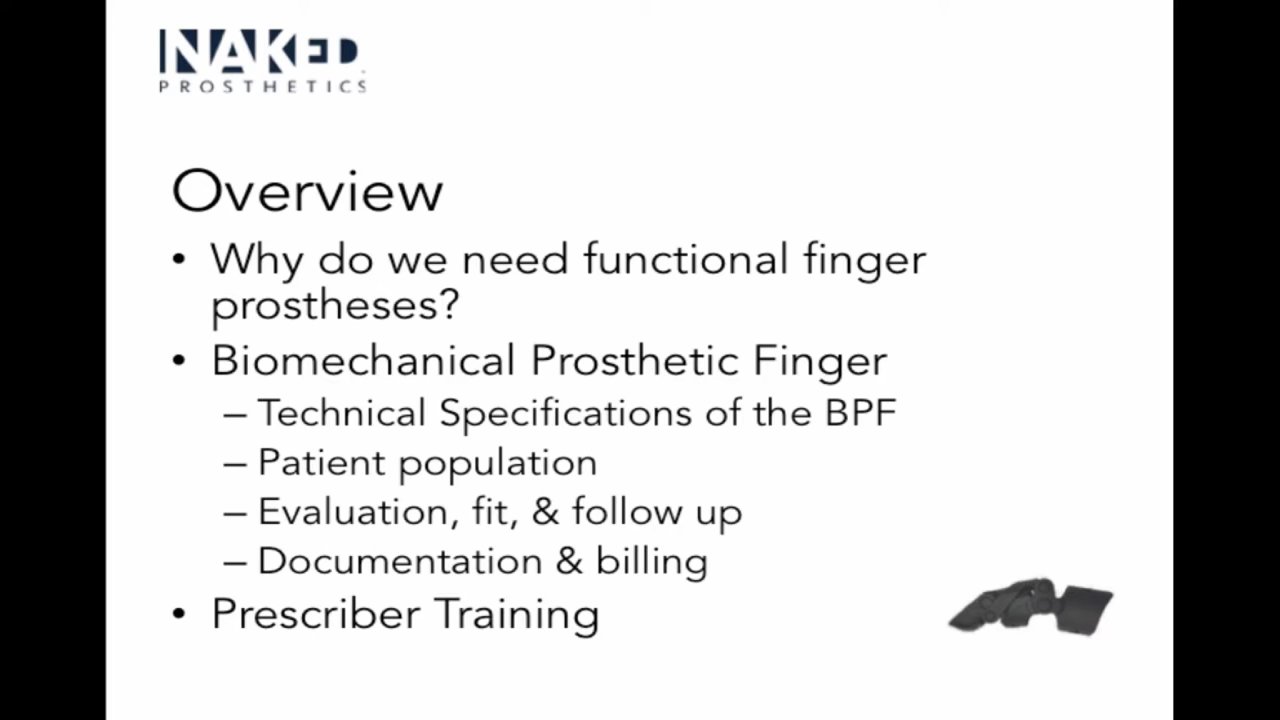 NAKED
PROSTHETICS
Overview
• Why do we need functional finger
prostheses?
• Biomechanical Prosthetic Finger
– Technical Specifications of the BPF
– Patient population
– Evaluation, fit, & follow up
– Documentation & billing
• Prescriber Training